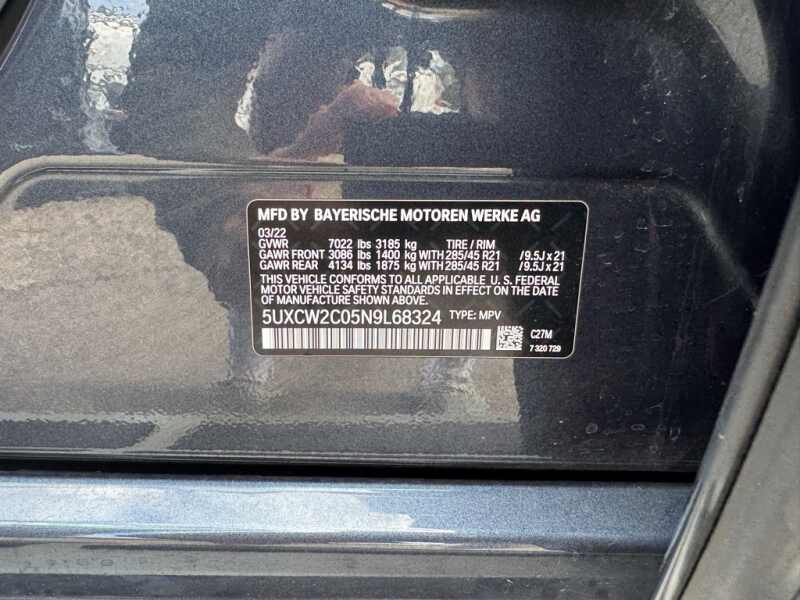 MFD BY BAYERISCHE MOTOREN WERKE AG
03/22
GVWR 7022 lbs 3185 kg TIRE / RIM
GAWR FRONT 3086 lbs 1400 kg WITH 285/45 R21 /9.5J x 21
GAWR REAR 4134 lbs 1875 kg WITH 285/45 R21 /9.5J x 21
THIS VEHICLE CONFORMS TO ALL APPLICABLE U. S. FEDERAL
MOTOR VEHICLE SAFETY STANDARDS IN EFFECT ON THE DATE
OF MANUFACTURE SHOWN ABOVE.
5UXCW2C05N9L68324 TYPE: MPV
C27M
7 320 729